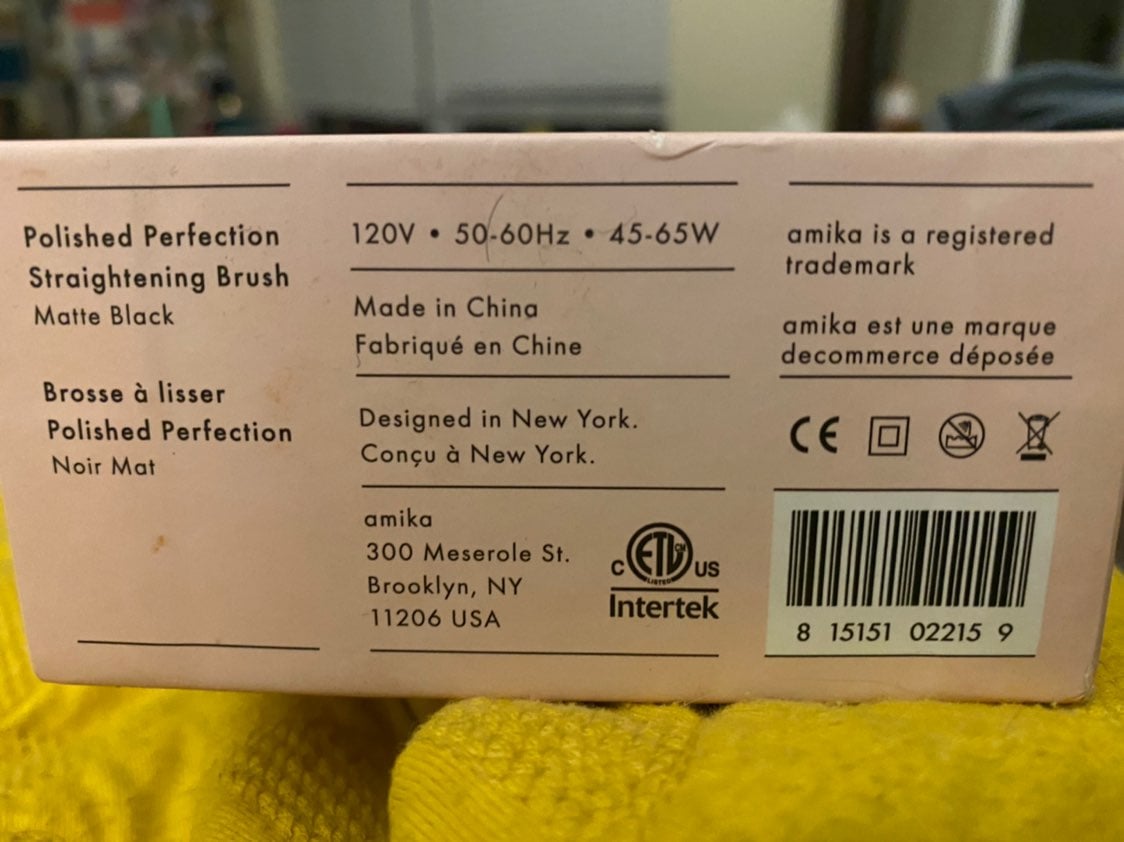 Polished Perfection
Straightening Brush
Matte Black
Brosse à lisser
Polished Perfection
Noir Mat
120V • 50-60Hz • 45-65W
Made in China
Fabriqué en Chine
Designed in New York.
Conçu à New York.
amika
300 Meserole St.
Brooklyn, NY
11206 USA
C ETL CM US
LISTED
Intertek
amika is a registered
trademark
amika est une marque
decommerce déposée
CE
8 15151 02215 9